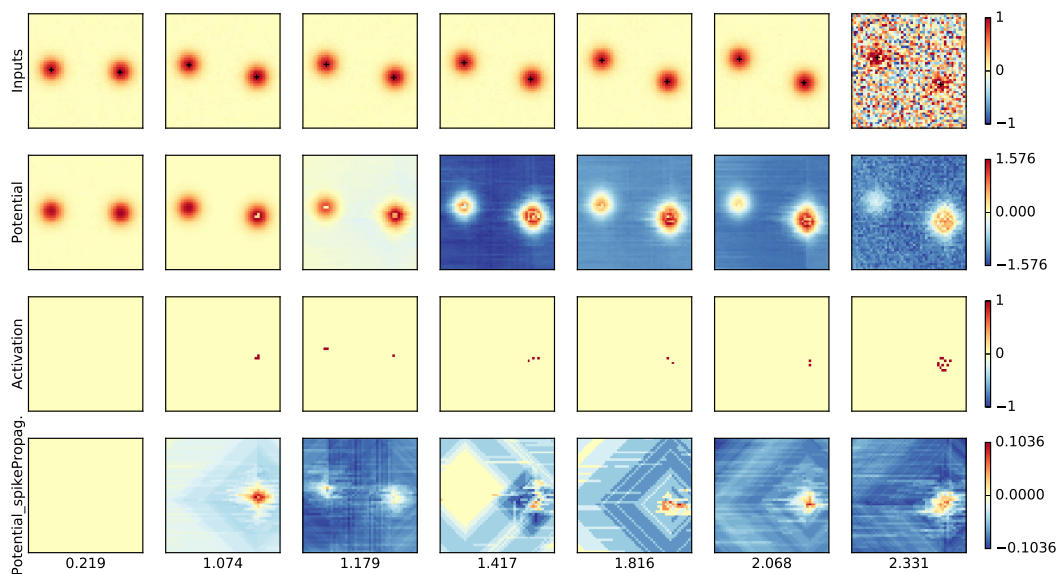 Inputs
1
0
−1
Potential
1.576
0.000
−1.576
Activation
1
0
−1
Potential_spikePropag.
0.1036
0.0000
−0.1036
0.219 1.074 1.179 1.417 1.816 2.068 2.331